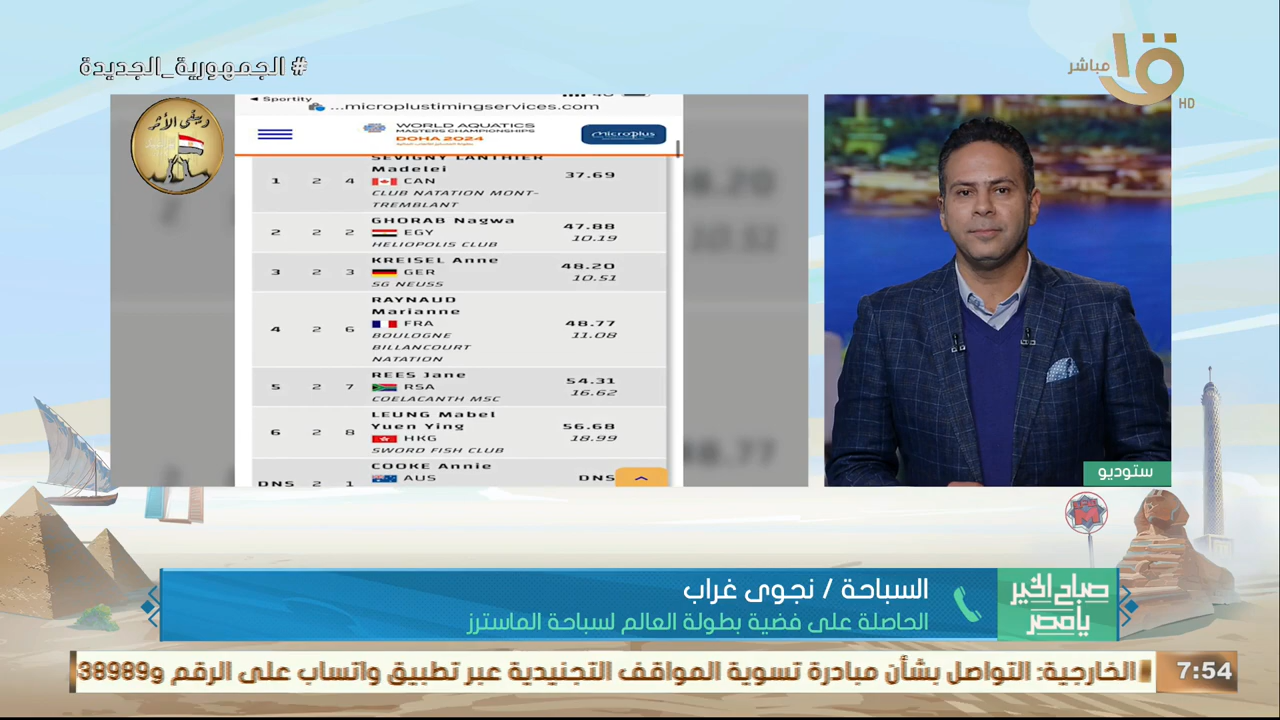 # الجمهورية_الجديدة
مباشر
HD
Sportity
...microplustimingservices.com
WORLD AQUATICS
MASTERS CHAMPIONSHIPS
DOHA 2024
microplus
SEVIGNY LANTHIER
Madelei
1 2 4 CAN 37.69
CLUB NATATION MONT-
TREMBLANT
GHORAB Nagwa 47.88
2 2 2 EGY 10.19
HELIOPOLIS CLUB
KREISEL Anne 48.20
3 2 3 GER 10.51
SG NEUSS
RAYNAUD
Marianne
4 2 6 FRA 48.77
BOULOGNE 11.08
BILLANCOURT
NATATION
REES Jane 54.31
5 2 7 RSA 16.62
COELACANTH MSC
LEUNG Mabel
Yuen Ying 56.68
6 2 8 HKG 18.99
SWORD FISH CLUB
COOKE Annie
DNS 2 1 AUS DNS
ستوديو
السباحة / نجوى غراب
الحاصلة على فضية بطولة العالم لسباحة الماسترز
صباح الخير
يا مصر
7:54
الخارجية: التواصل بشأن مبادرة تسوية المواقف التجنيدية عبر تطبيق واتساب على الرقم و38989